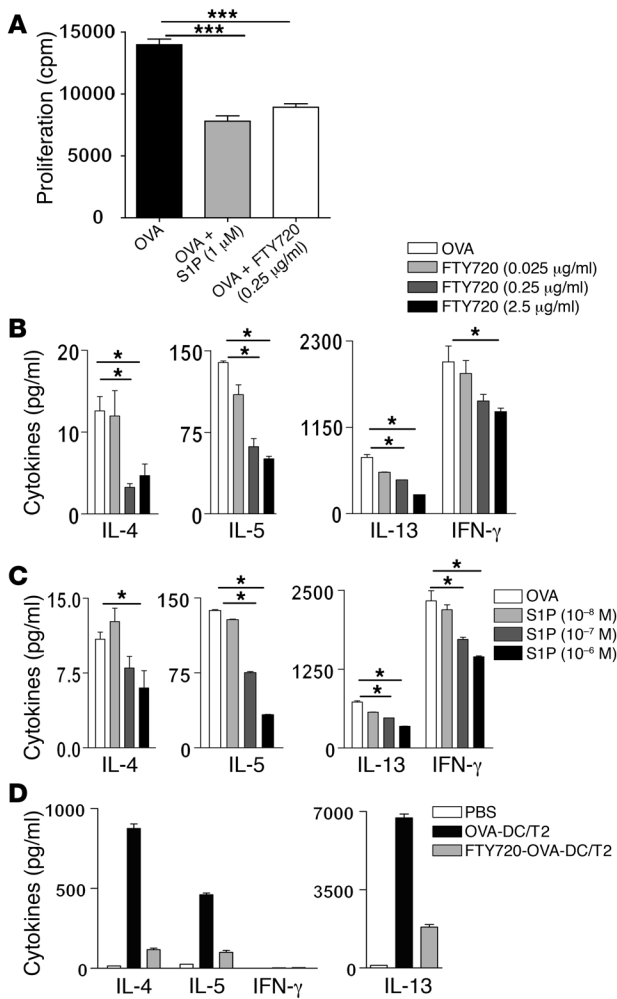 A
***
***
Proliferation (cpm)
15000
10000
5000
0
OVA
OVA +
S1P (1 μM)
OVA + FTY720
(0.25 μg/ml)
OVA
FTY720 (0.025 μg/ml)
FTY720 (0.25 μg/ml)
FTY720 (2.5 μg/ml)
B
Cytokines (pg/ml)
20
10
0
*
*
IL-4
150
75
0
*
*
IL-5
2300
1150
0
*
*
*
IL-13 IFN-γ
C
Cytokines (pg/ml)
15.0
7.5
0.0
*
IL-4
150
75
0
*
*
IL-5
2500
1250
0
*
*
*
*
IL-13 IFN-γ
OVA
S1P (10⁻⁸ M)
S1P (10⁻⁷ M)
S1P (10⁻⁶ M)
D
Cytokines (pg/ml)
1000
500
0
IL-4 IL-5 IFN-γ
7000
3500
0
IL-13
PBS
OVA-DC/T2
FTY720-OVA-DC/T2